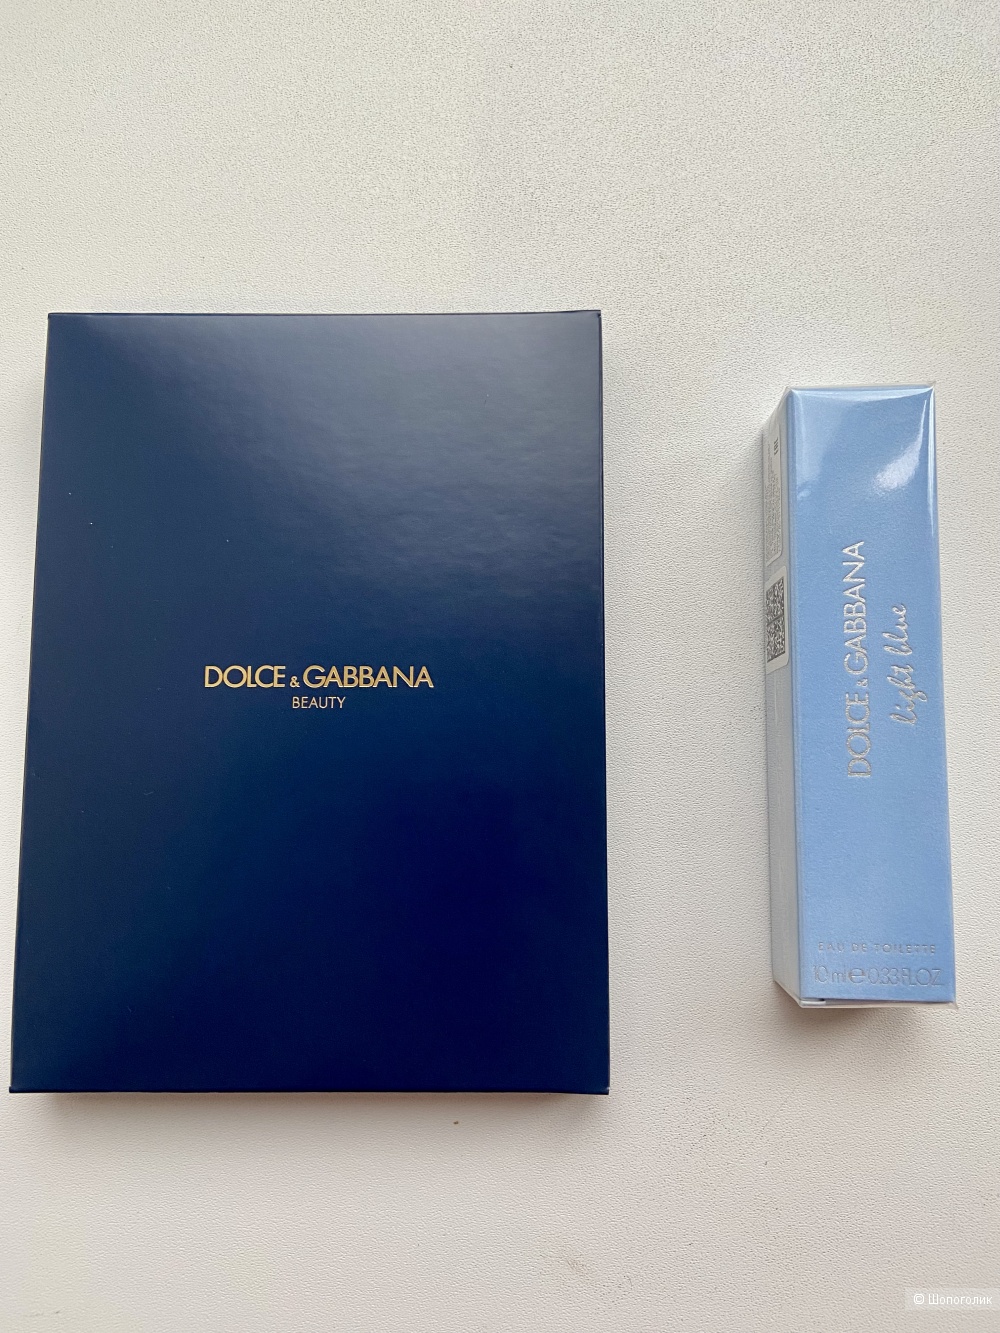 DOLCE & GABBANA
BEAUTY
DOLCE & GABBANA
light blue
EAU DE TOILETTE
10 ml e 0.33 FL.OZ.
© Шопоголик